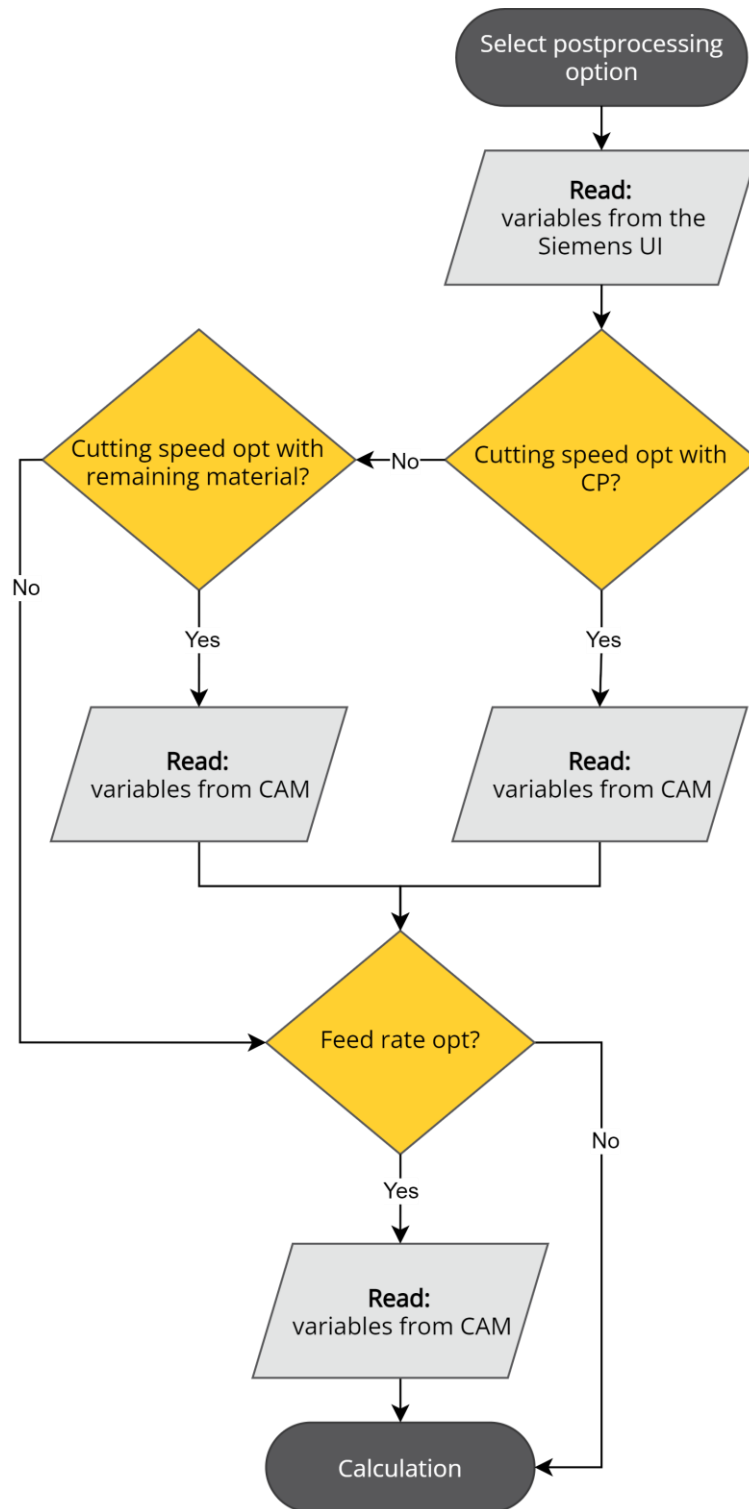 Select postprocessing
option
Read:
variables from the
Siemens UI
Cutting speed opt with
remaining material?
No
Cutting speed opt with
CP?
No
Yes
Yes
Read:
variables from CAM
Read:
variables from CAM
Feed rate opt?
No
Yes
Read:
variables from CAM
Calculation